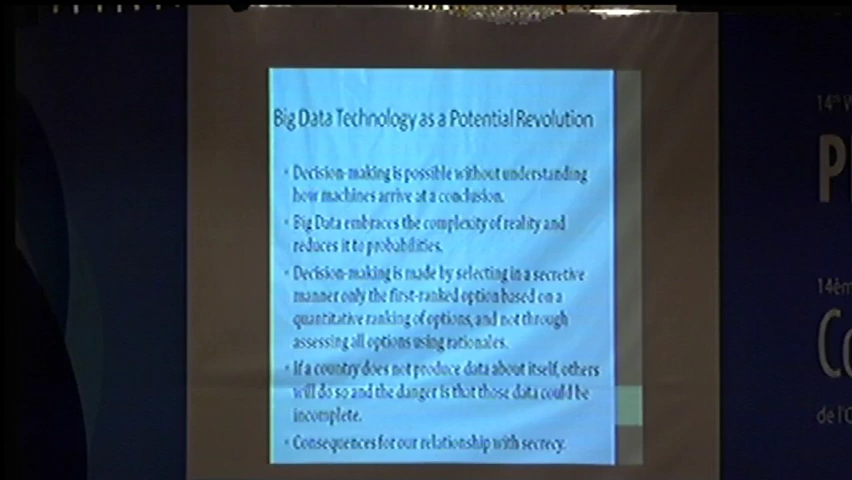 Big Data Technology as a Potential Revolution
• Decision-making is possible without understanding
how machines arrive at a conclusion.
• Big Data embraces the complexity of reality and
reduces it to probabilities.
• Decision-making is made by selecting in a secretive
manner only the first-ranked option based on a
quantitative ranking of options, and not through
assessing all options using rationales.
• If a country does not produce data about itself, others
will do so and the danger is that those data could be
incomplete.
• Consequences for our relationship with secrecy.
14th
14èm
de l'O